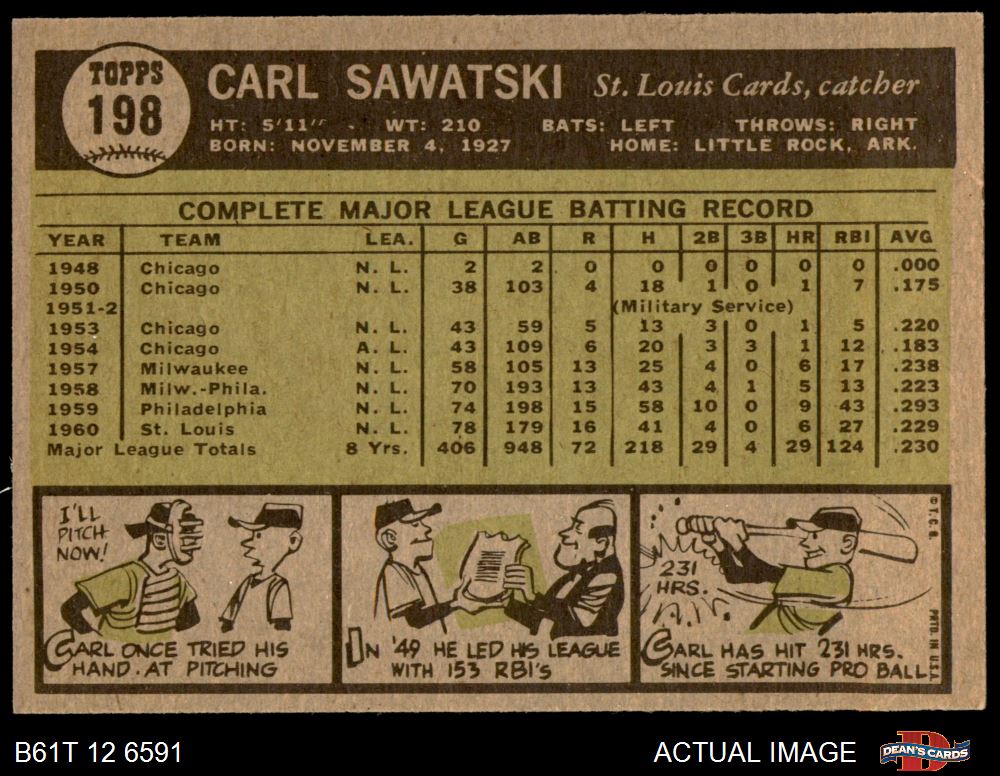 TOPPS
198
CARL SAWATSKI St. Louis Cards, catcher
HT: 5'11" WT: 210 BATS: LEFT THROWS: RIGHT
BORN: NOVEMBER 4, 1927 HOME: LITTLE ROCK, ARK.
COMPLETE MAJOR LEAGUE BATTING RECORD
YEAR TEAM LEA. G AB R H 2B 3B HR RBI AVG
1948 Chicago N. L. 2 2 0 0 0 0 0 0 .000
1950 Chicago N. L. 38 103 4 18 1 0 1 7 .175
1951-2 (Military Service)
1953 Chicago N. L. 43 59 5 13 3 0 1 5 .220
1954 Chicago A. L. 43 109 6 20 3 3 1 12 .183
1957 Milwaukee N. L. 58 105 13 25 4 0 6 17 .238
1958 Milw.-Phila. N. L. 70 193 13 43 4 1 5 13 .223
1959 Philadelphia N. L. 74 198 15 58 10 0 9 43 .293
1960 St. Louis N. L. 78 179 16 41 4 0 6 27 .229
Major League Totals 8 Yrs. 406 948 72 218 29 4 29 124 .230
I'LL
PITCH
NOW!
CARL ONCE TRIED HIS
HAND AT PITCHING
IN '49 HE LED HIS LEAGUE
WITH 153 RBI'S
231
HRS.
CARL HAS HIT 231 HRS.
SINCE STARTING PRO BALL
© T. C. G.
PRTD. IN U.S.A.
B61T 12 6591 ACTUAL IMAGE
DEAN'S CARDS